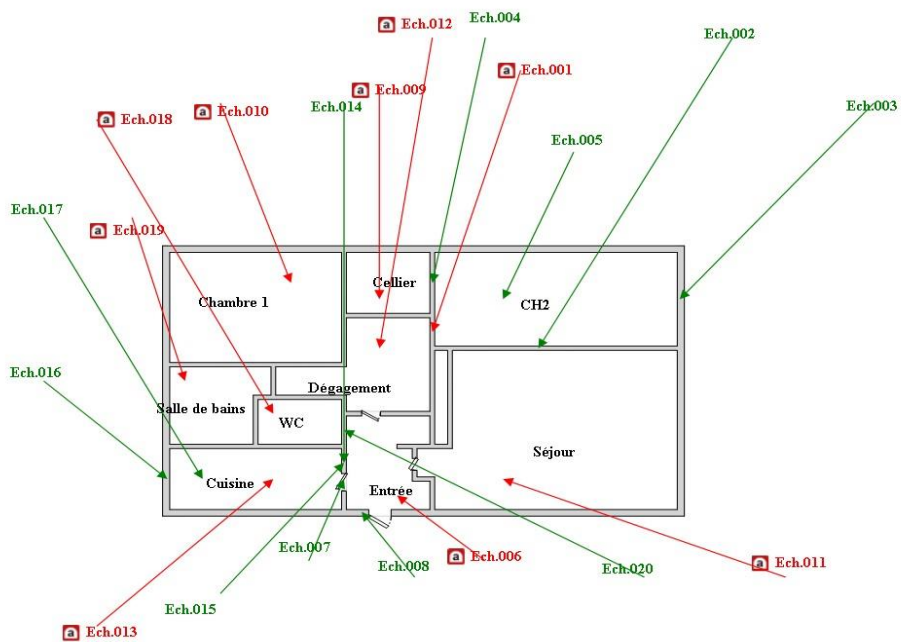 Ech.012
Ech.004
Ech.002
Ech.001
Ech.009
Ech.014
Ech.003
Ech.010
Ech.018
Ech.005
Ech.017
Ech.019
Cellier
Chambre 1
CH2
Ech.016
Dégagement
Salle de bains
WC
Séjour
Cuisine
Entrée
Ech.007
Ech.006
Ech.008
Ech.020
Ech.011
Ech.015
Ech.013